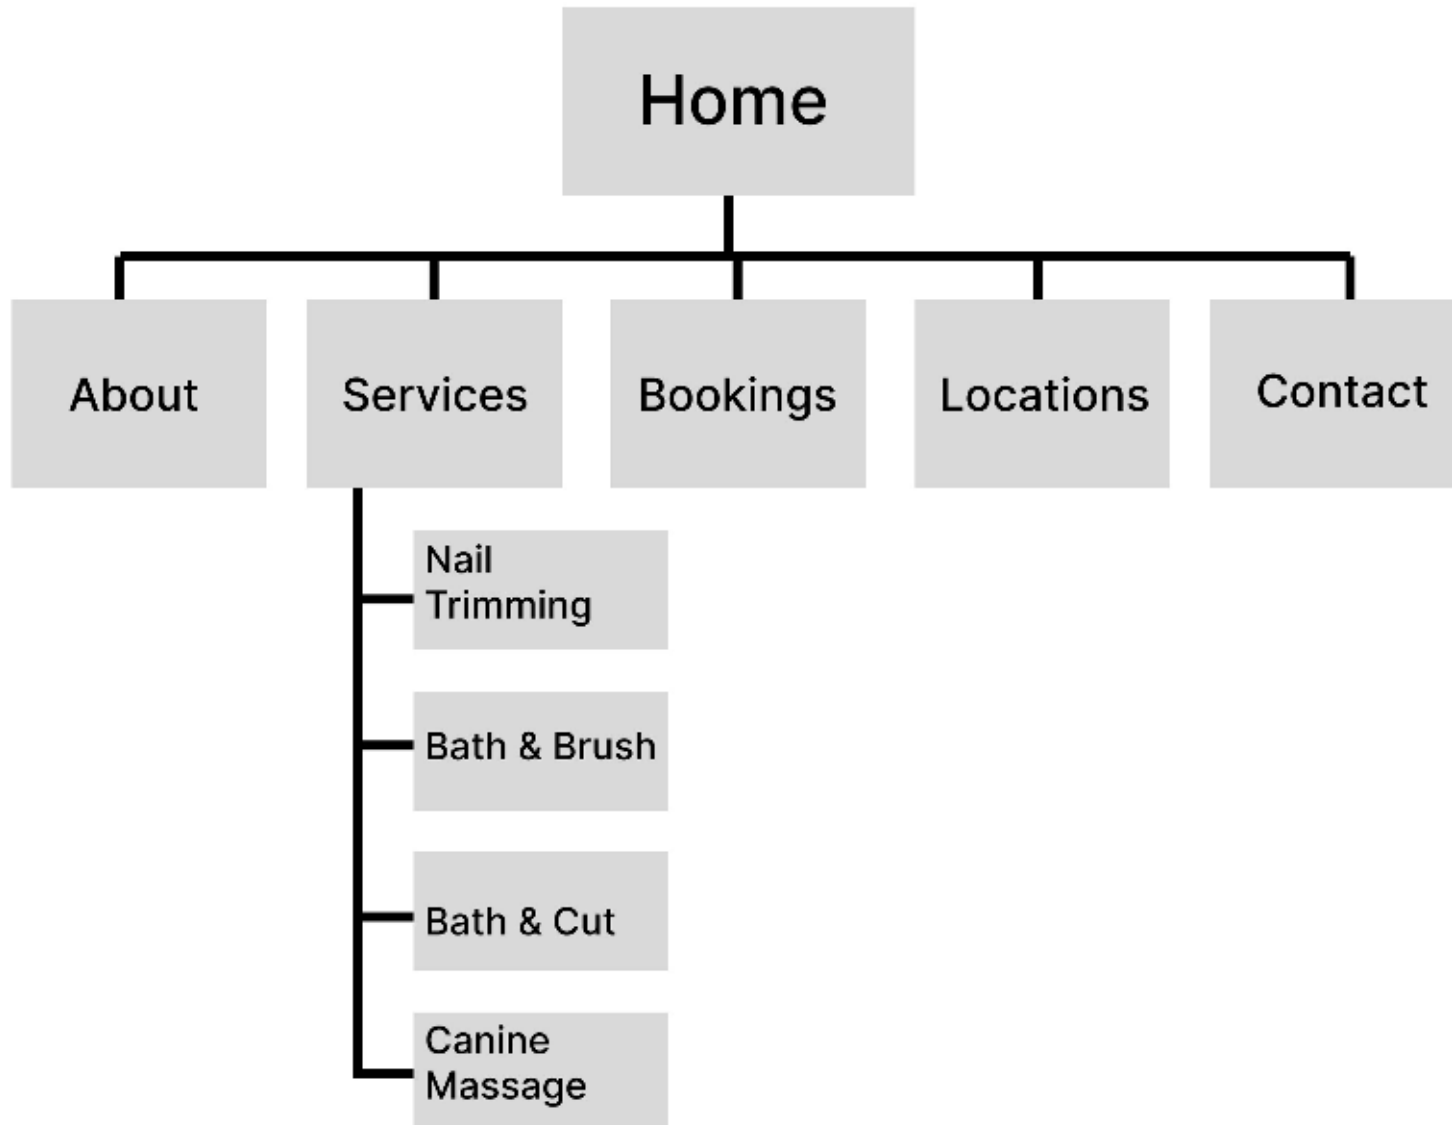 Home
About
Services
Bookings
Locations
Contact
Nail
Trimming
Bath & Brush
Bath & Cut
Canine
Massage